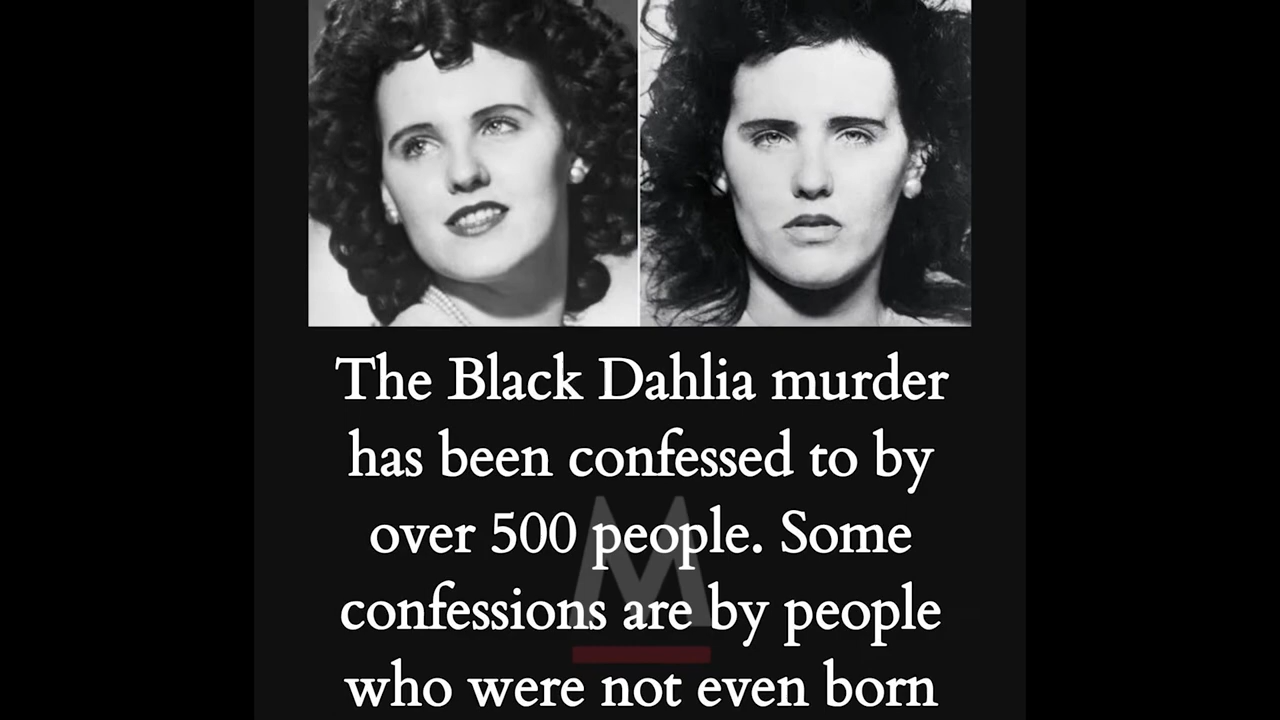 The Black Dahlia murder
has been confessed to by
over 500 people. Some
confessions are by people
who were not even born
M